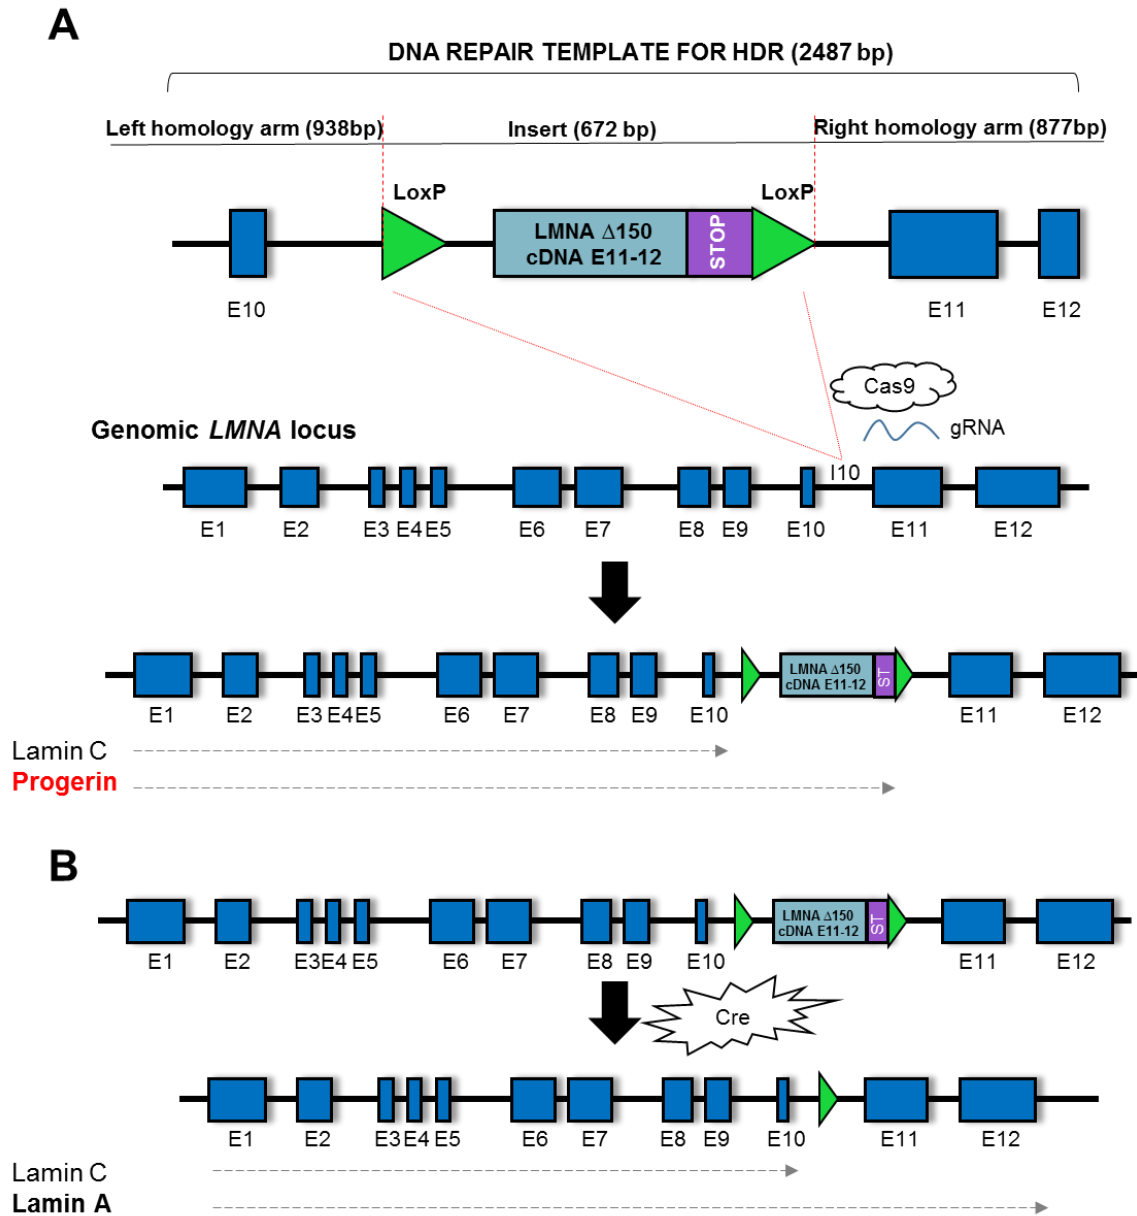 A
DNA REPAIR TEMPLATE FOR HDR (2487 bp)
Left homology arm (938bp) Insert (672 bp) Right homology arm (877bp)
LoxP LoxP
LMNA Δ150
cDNA E11-12
STOP
E10 E11 E12
Cas9
gRNA
Genomic LMNA locus
I10
E1 E2 E3 E4 E5 E6 E7 E8 E9 E10 E11 E12
LMNA Δ150
cDNA E11-12
ST
E1 E2 E3 E4 E5 E6 E7 E8 E9 E10 E11 E12
Lamin C
Progerin
B
LMNA Δ150
cDNA E11-12
ST
E1 E2 E3 E4 E5 E6 E7 E8 E9 E10 E11 E12
Cre
E1 E2 E3 E4 E5 E6 E7 E8 E9 E10 E11 E12
Lamin C
Lamin A